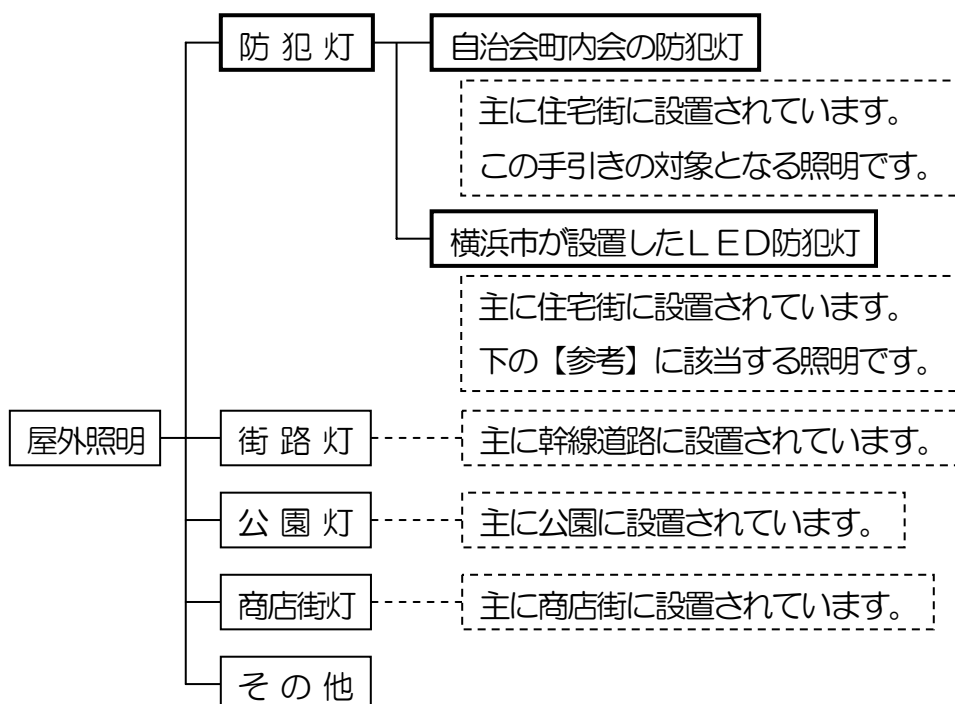 防 犯 灯
自治会町内会の防犯灯
主に住宅街に設置されています。
この手引きの対象となる照明です。
横浜市が設置したＬＥＤ防犯灯
主に住宅街に設置されています。
下の【参考】に該当する照明です。
屋外照明
街 路 灯
主に幹線道路に設置されています。
公 園 灯
主に公園に設置されています。
商店街灯
主に商店街に設置されています。
そ の 他